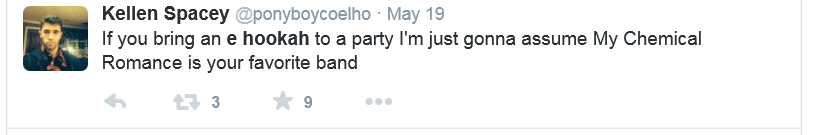 Kellen Spacey @ponyboycoelho · May 19
If you bring an e hookah to a party I'm just gonna assume My Chemical
Romance is your favorite band
3 9